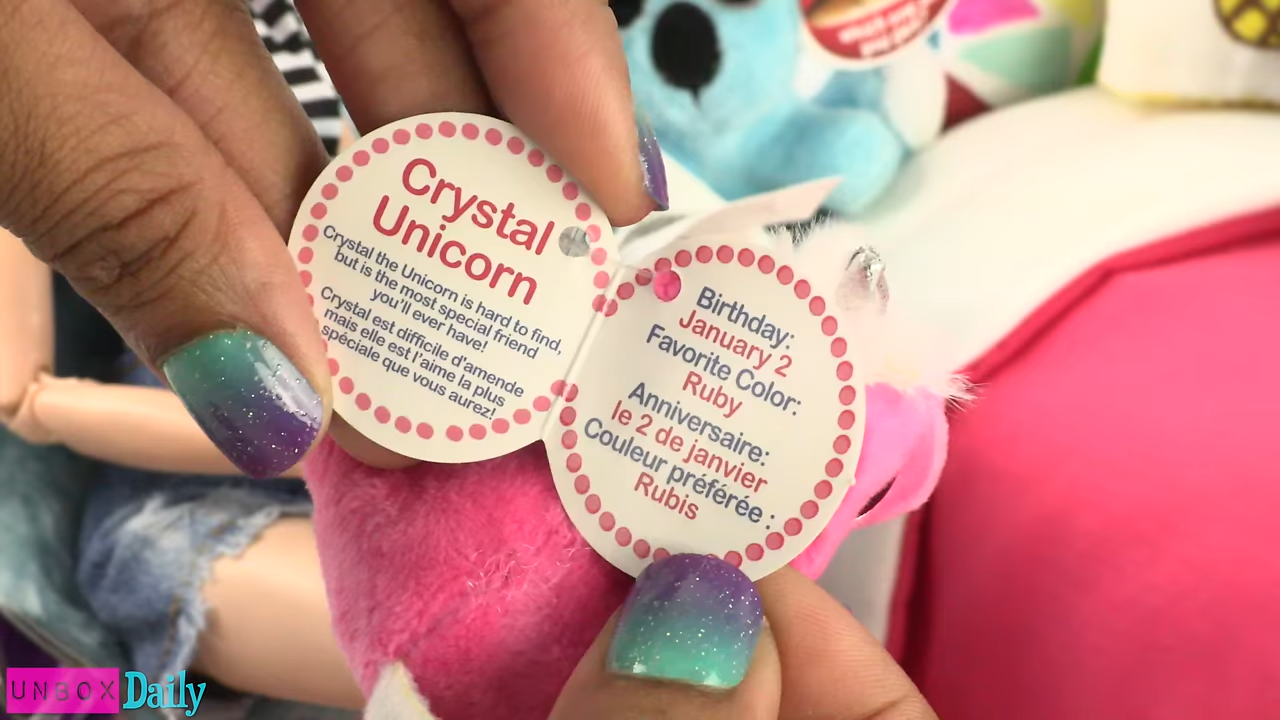 Crystal
Unicorn
Crystal the Unicorn is hard to find,
but is the most special friend
you'll ever have!
Crystal est difficile d'amende
mais elle est l'aime la plus
spéciale que vous aurez!
Birthday:
January 2
Favorite Color:
Ruby
Anniversaire:
le 2 de janvier
Couleur préférée :
Rubis
UNBOX Daily